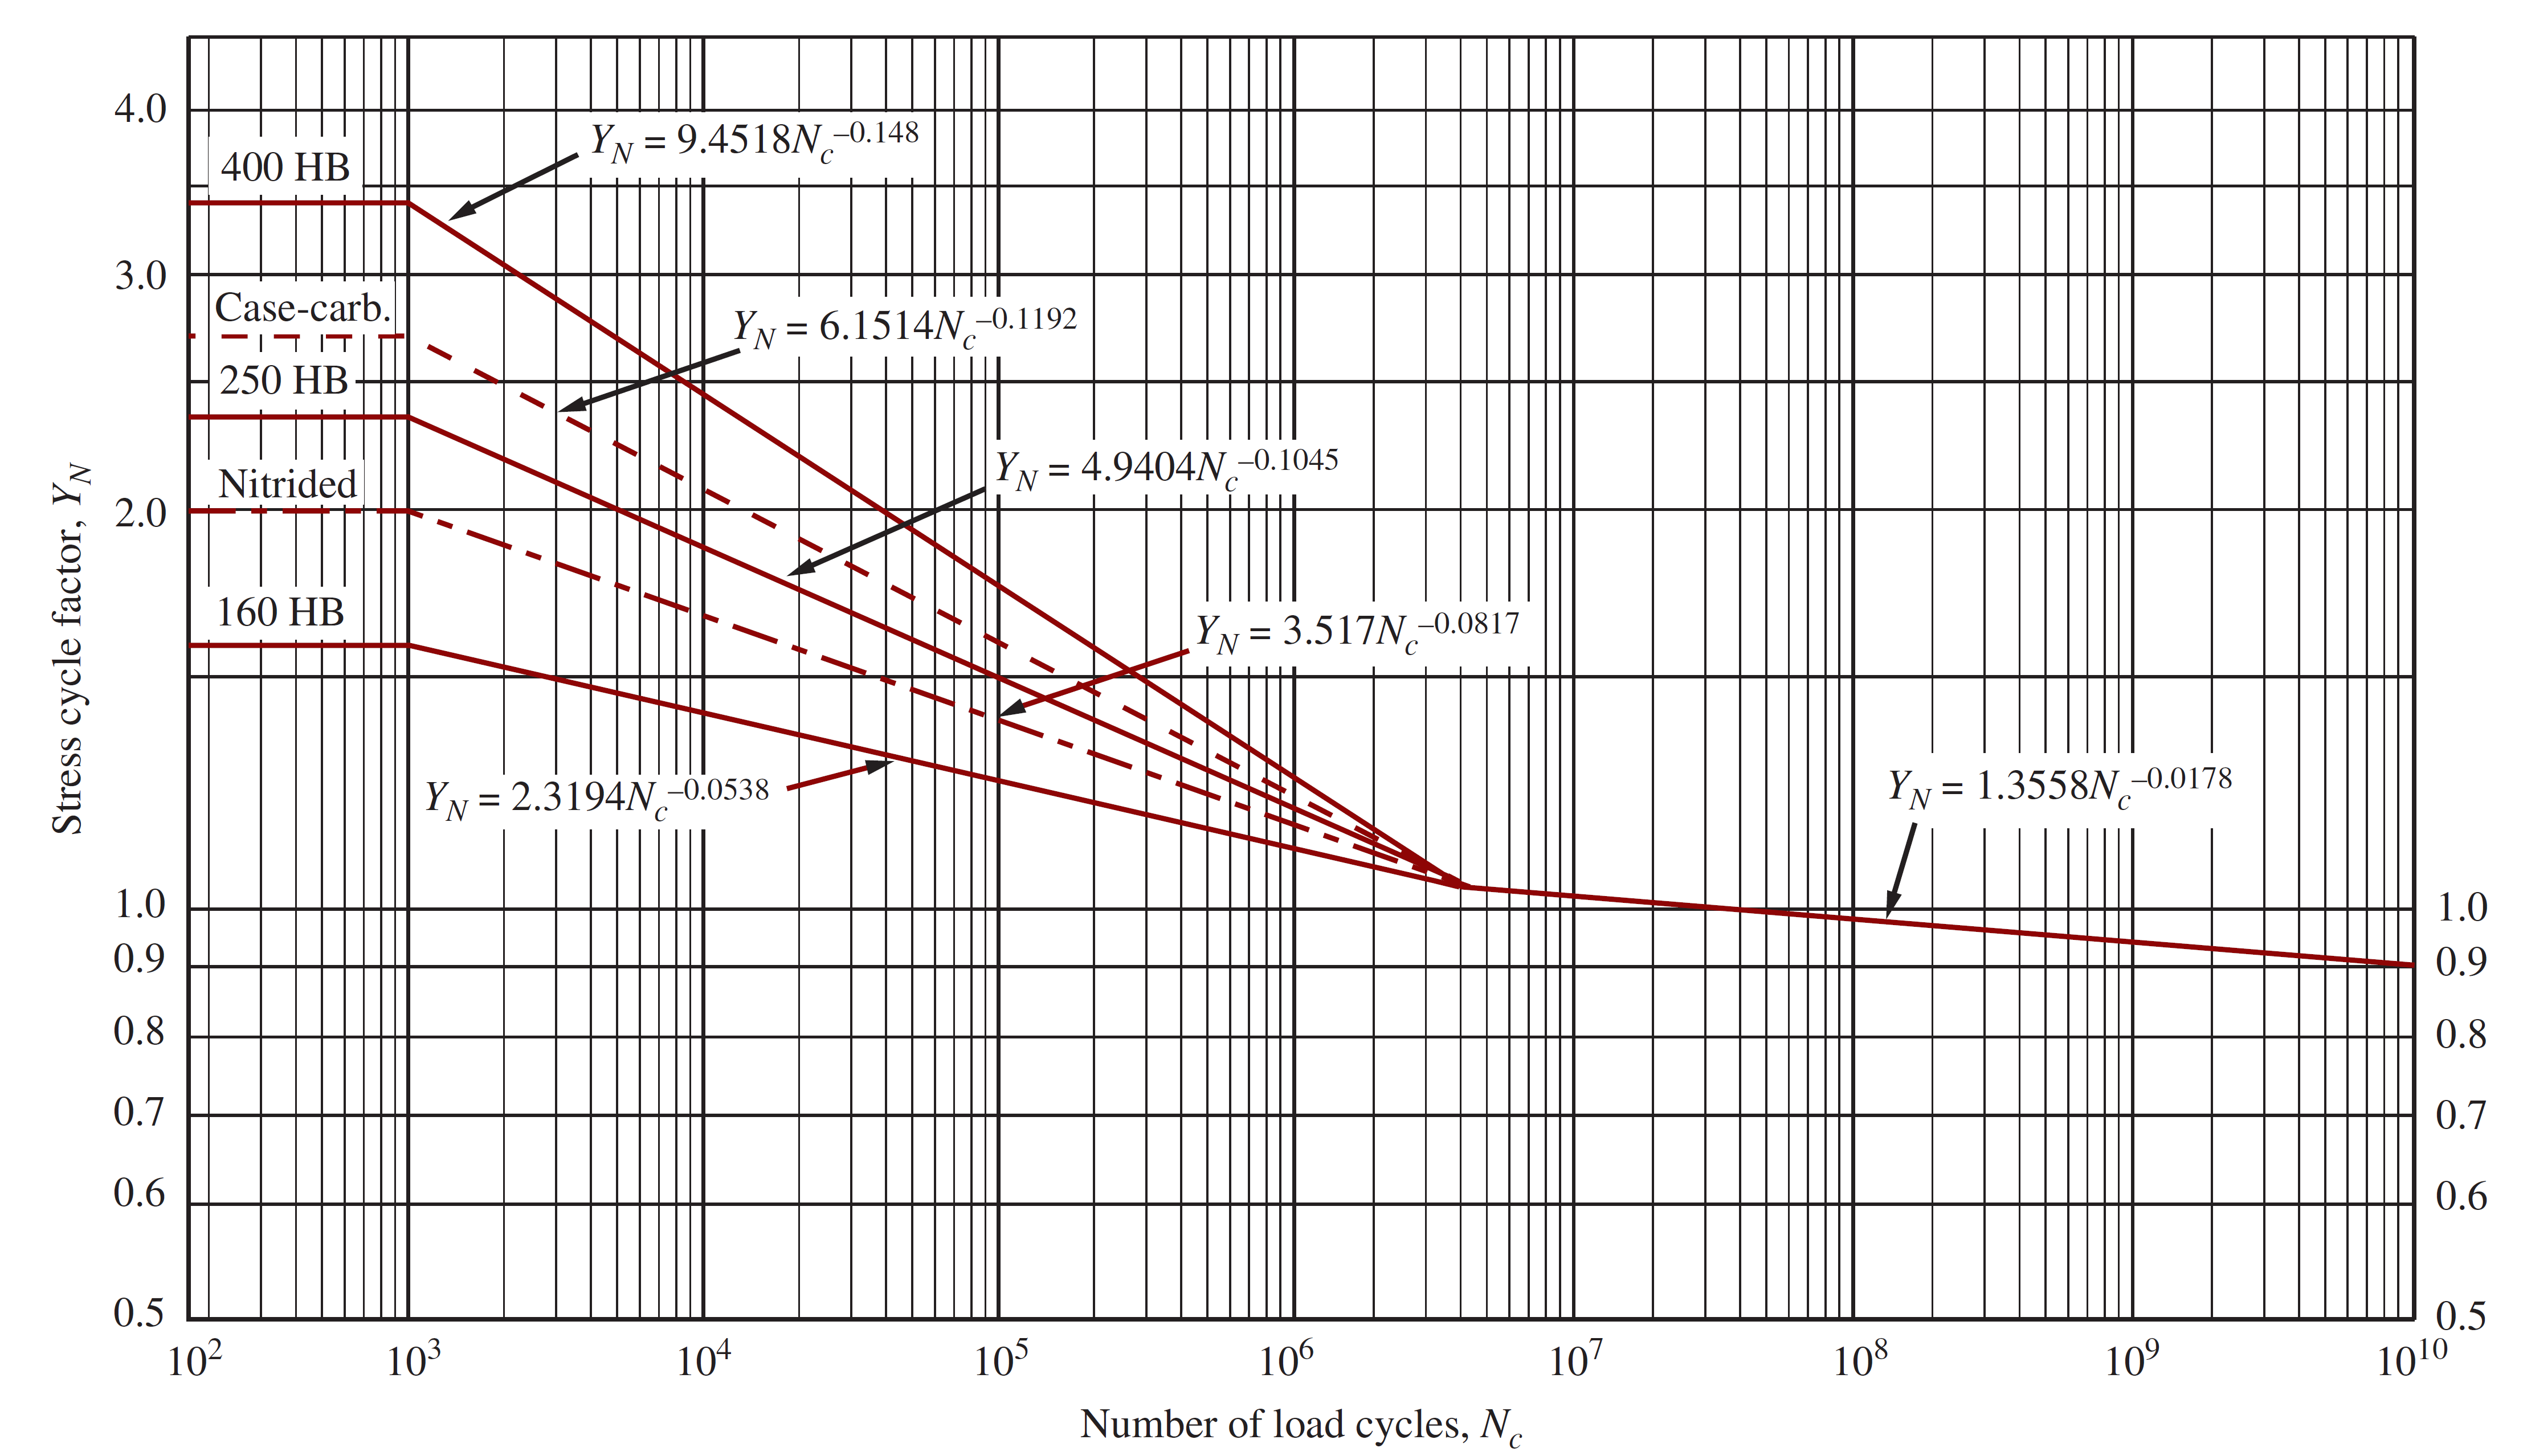 4.0
3.0
2.0
1.0
0.9
0.8
0.7
0.6
0.5
Stress cycle factor, Y_N
400 HB
Case-carb.
250 HB
Nitrided
160 HB
Y_N = 9.4518N_c^–0.148
Y_N = 6.1514N_c^–0.1192
Y_N = 4.9404N_c^–0.1045
Y_N = 3.517N_c^–0.0817
Y_N = 2.3194N_c^–0.0538
Y_N = 1.3558N_c^–0.0178
1.0
0.9
0.8
0.7
0.6
0.5
10^2 10^3 10^4 10^5 10^6 10^7 10^8 10^9 10^10
Number of load cycles, N_c